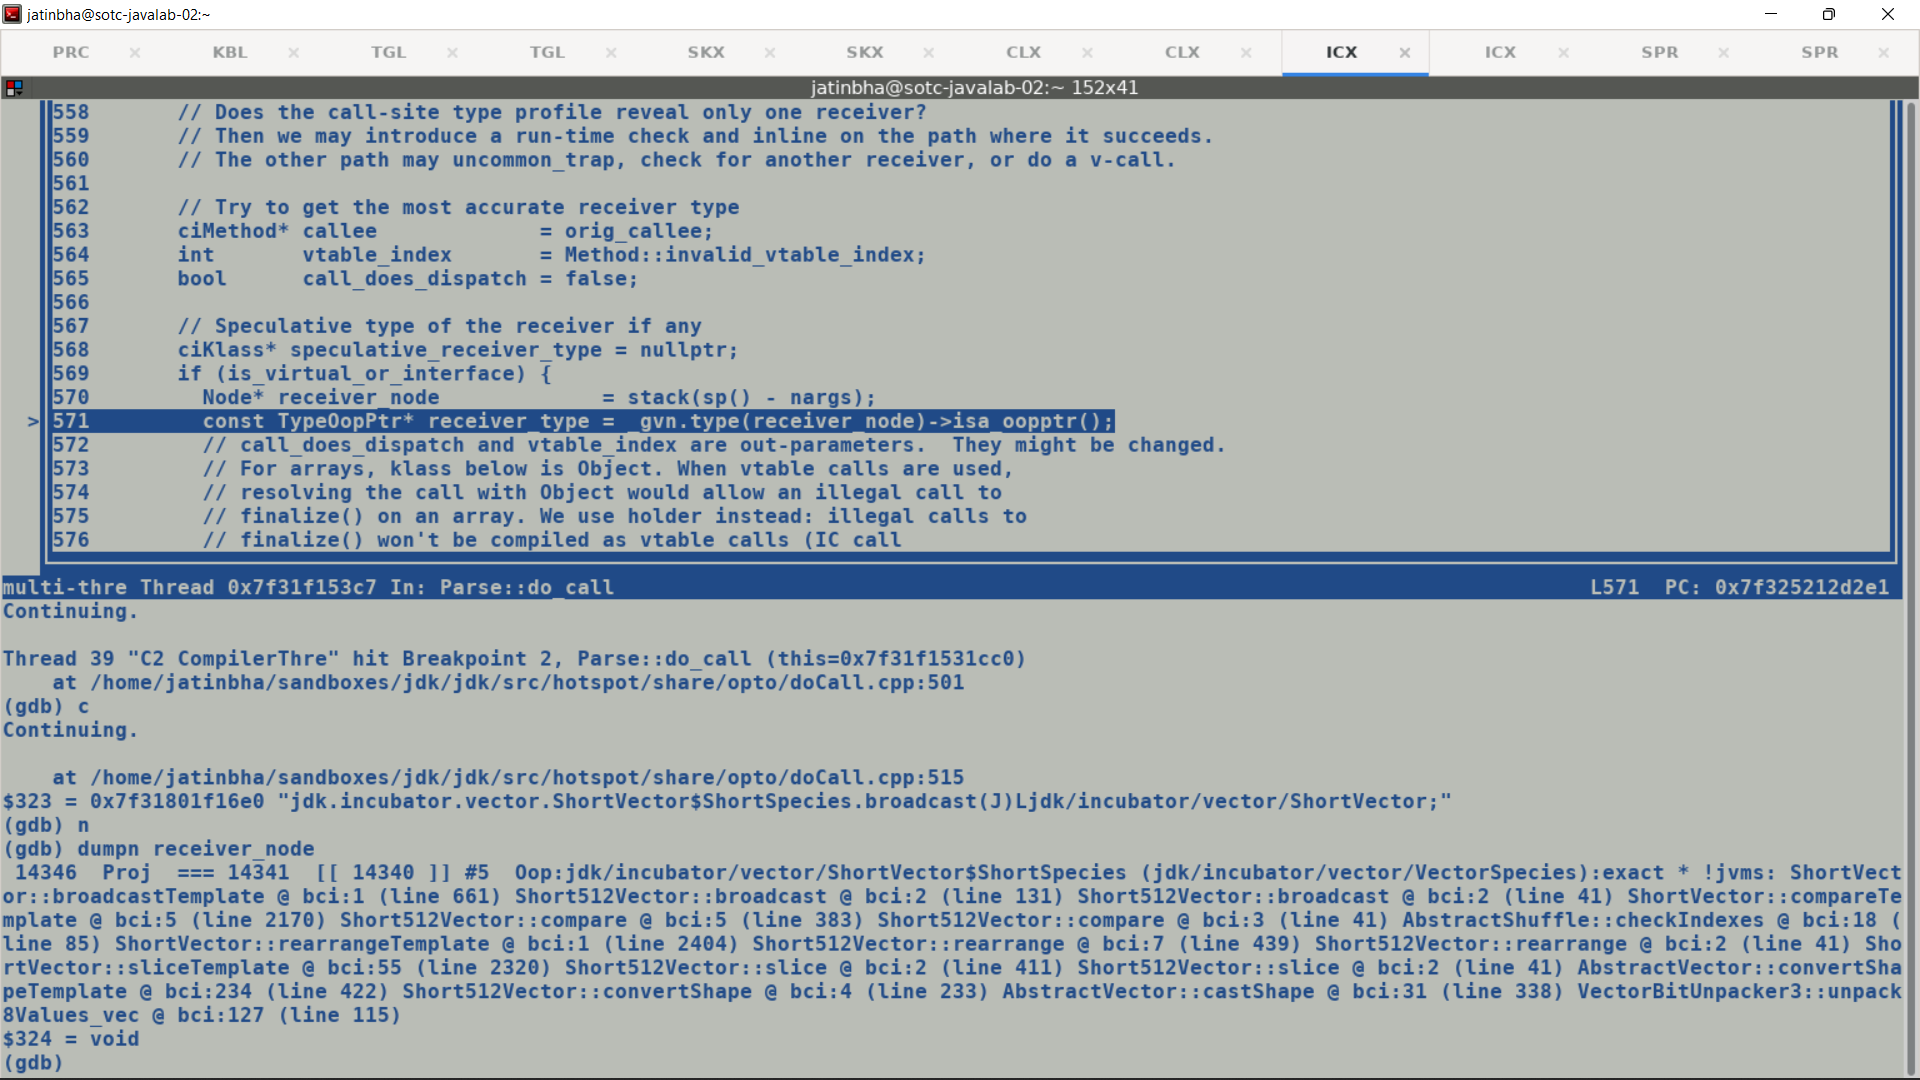 jatinbha@sotc-javalab-02:~
PRC × KBL × TGL × TGL × SKX × SKX × CLX × CLX × ICX × ICX × SPR × SPR ×
jatinbha@sotc-javalab-02:~ 152x41
558       // Does the call-site type profile reveal only one receiver?
559       // Then we may introduce a run-time check and inline on the path where it succeeds.
560       // The other path may uncommon_trap, check for another receiver, or do a v-call.
561
562       // Try to get the most accurate receiver type
563       ciMethod* callee             = orig_callee;
564       int       vtable_index       = Method::invalid_vtable_index;
565       bool      call_does_dispatch = false;
566
567       // Speculative type of the receiver if any
568       ciKlass* speculative_receiver_type = nullptr;
569       if (is_virtual_or_interface) {
570         Node* receiver_node             = stack(sp() - nargs);
>571         const TypeOopPtr* receiver_type = _gvn.type(receiver_node)->isa_oopptr();
572         // call_does_dispatch and vtable_index are out-parameters.  They might be changed.
573         // For arrays, klass below is Object. When vtable calls are used,
574         // resolving the call with Object would allow an illegal call to
575         // finalize() on an array. We use holder instead: illegal calls to
576         // finalize() won't be compiled as vtable calls (IC call
multi-thre Thread 0x7f31f153c7 In: Parse::do_call L571 PC: 0x7f325212d2e1
Continuing.
Thread 39 "C2 CompilerThre" hit Breakpoint 2, Parse::do_call (this=0x7f31f1531cc0)
    at /home/jatinbha/sandboxes/jdk/jdk/src/hotspot/share/opto/doCall.cpp:501
(gdb) c
Continuing.
    at /home/jatinbha/sandboxes/jdk/jdk/src/hotspot/share/opto/doCall.cpp:515
$323 = 0x7f31801f16e0 "jdk.incubator.vector.ShortVector$ShortSpecies.broadcast(J)Ljdk/incubator/vector/ShortVector;"
(gdb) n
(gdb) dumpn receiver_node
 14346  Proj  === 14341  [[ 14340 ]] #5  Oop:jdk/incubator/vector/ShortVector$ShortSpecies (jdk/incubator/vector/VectorSpecies):exact * !jvms: ShortVect
or::broadcastTemplate @ bci:1 (line 661) Short512Vector::broadcast @ bci:2 (line 131) Short512Vector::broadcast @ bci:2 (line 41) ShortVector::compareTe
mplate @ bci:5 (line 2170) Short512Vector::compare @ bci:5 (line 383) Short512Vector::compare @ bci:3 (line 41) AbstractShuffle::checkIndexes @ bci:18 (
line 85) ShortVector::rearrangeTemplate @ bci:1 (line 2404) Short512Vector::rearrange @ bci:7 (line 439) Short512Vector::rearrange @ bci:2 (line 41) Sho
rtVector::sliceTemplate @ bci:55 (line 2320) Short512Vector::slice @ bci:2 (line 411) Short512Vector::slice @ bci:2 (line 41) AbstractVector::convertSha
peTemplate @ bci:234 (line 422) Short512Vector::convertShape @ bci:4 (line 233) AbstractVector::castShape @ bci:31 (line 338) VectorBitUnpacker3::unpack
8Values_vec @ bci:127 (line 115)
$324 = void
(gdb)